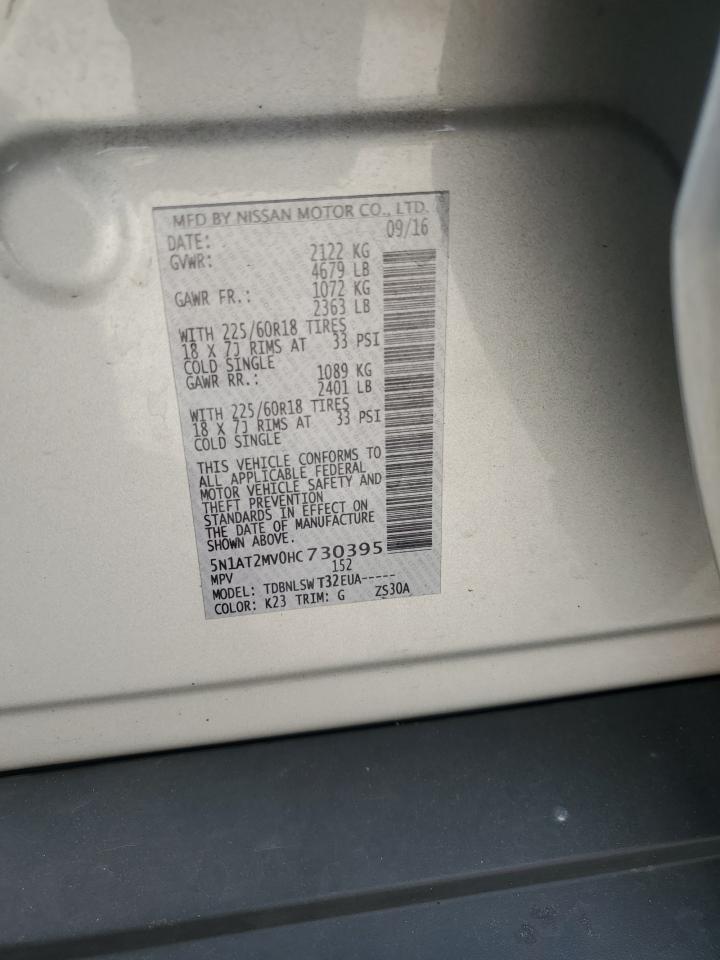 MFD BY NISSAN MOTOR CO., LTD.
DATE: 09/16
GVWR: 2122 KG
4679 LB
GAWR FR.: 1072 KG
2363 LB
WITH 225/60R18 TIRES
18 X 7J RIMS AT 33 PSI
COLD SINGLE
GAWR RR.: 1089 KG
2401 LB
WITH 225/60R18 TIRES
18 X 7J RIMS AT 33 PSI
COLD SINGLE
THIS VEHICLE CONFORMS TO
ALL APPLICABLE FEDERAL
MOTOR VEHICLE SAFETY AND
THEFT PREVENTION
STANDARDS IN EFFECT ON
THE DATE OF MANUFACTURE
SHOWN ABOVE.
5N1AT2MV0HC730395
MPV 152
MODEL: TDBNLSW T32EUA-----
COLOR: K23 TRIM: G ZS30A